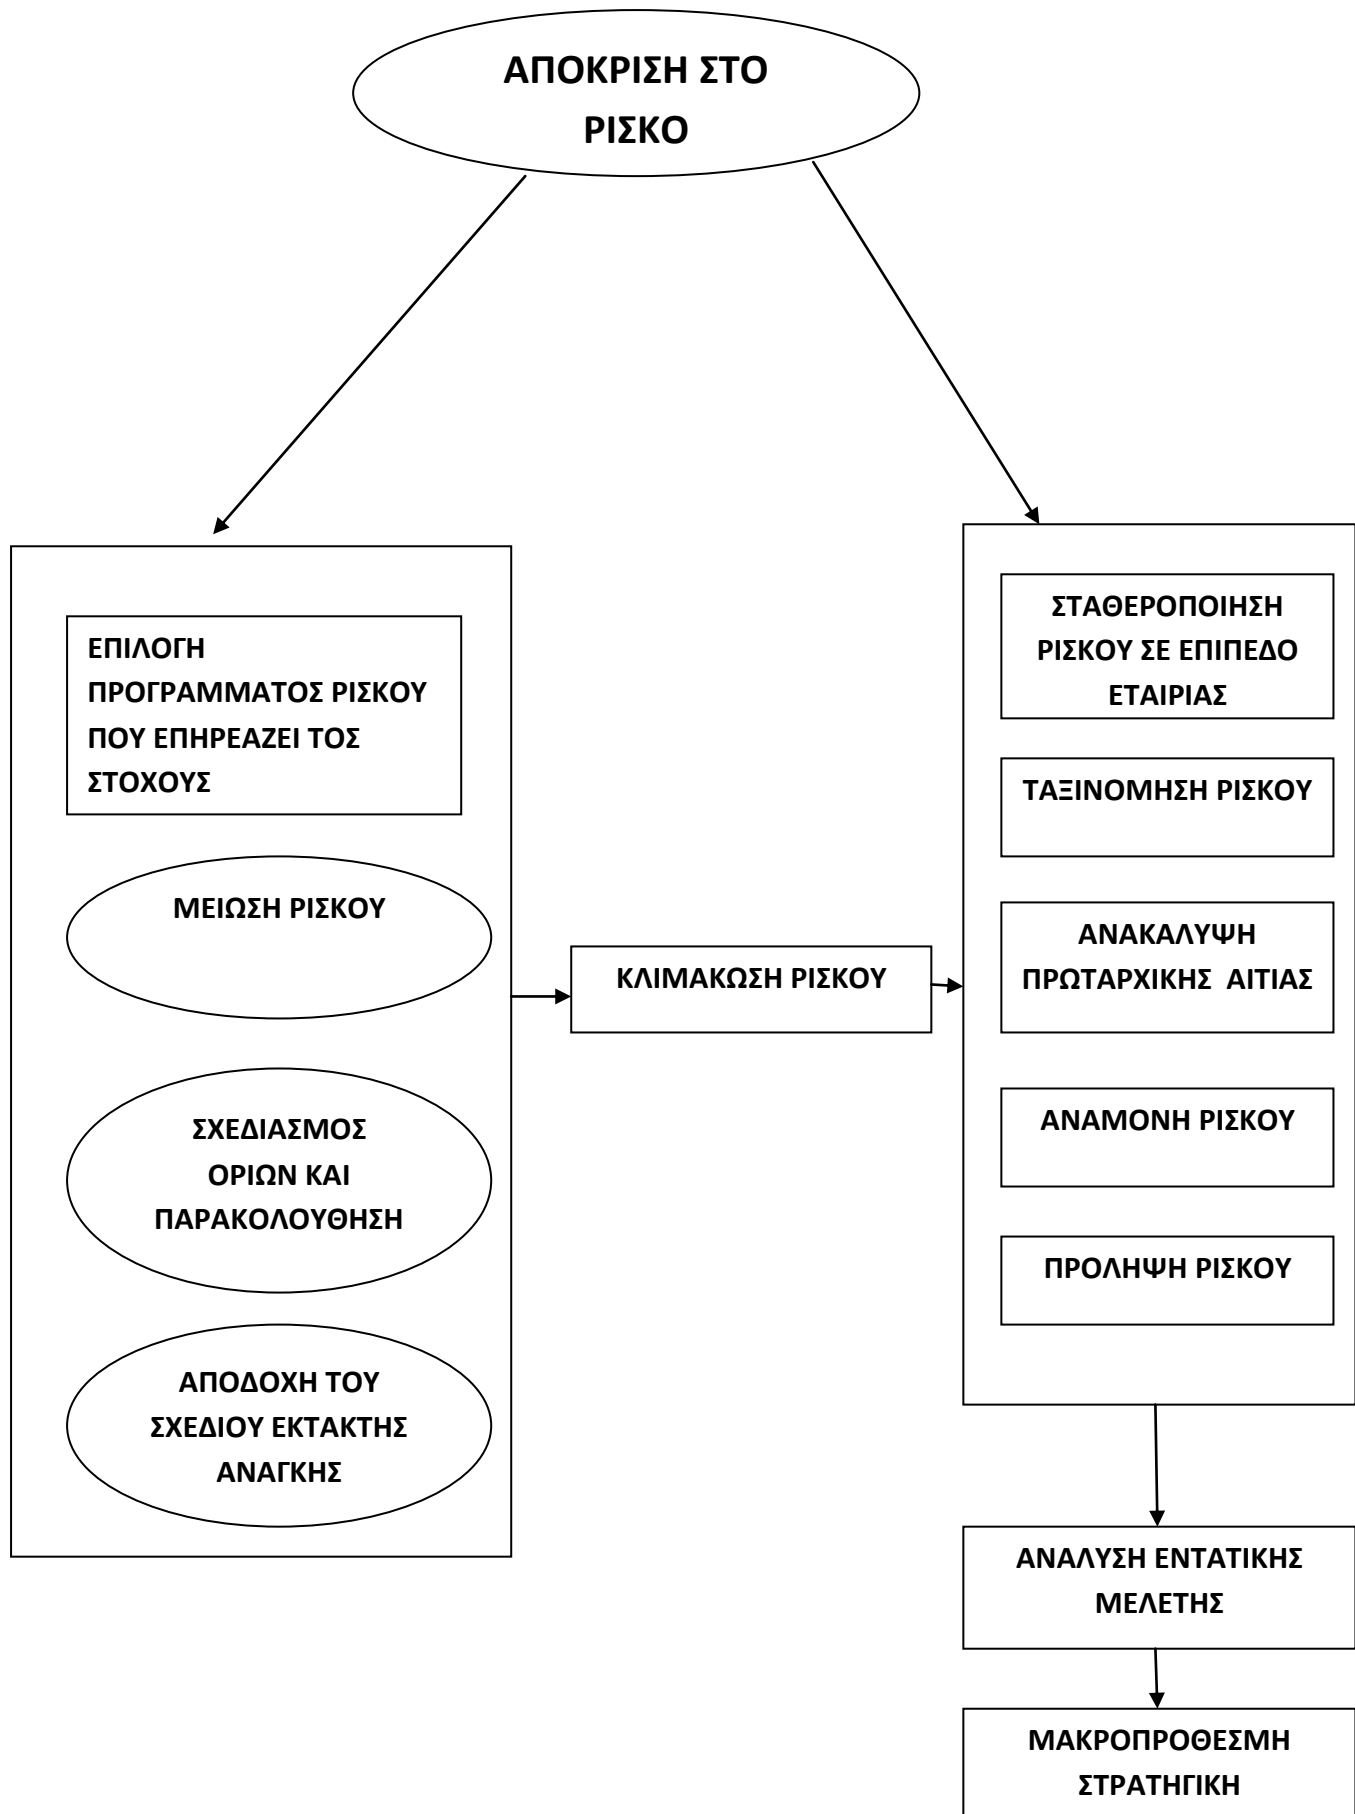 ΑΠΟΚΡΙΣΗ ΣΤΟ
ΡΙΣΚΟ
ΕΠΙΛΟΓΗ
ΠΡΟΓΡΑΜΜΑΤΟΣ ΡΙΣΚΟΥ
ΠΟΥ ΕΠΗΡΕΑΖΕΙ ΤΟΣ
ΣΤΟΧΟΥΣ
ΜΕΙΩΣΗ ΡΙΣΚΟΥ
ΣΧΕΔΙΑΣΜΟΣ
ΟΡΙΩΝ ΚΑΙ
ΠΑΡΑΚΟΛΟΥΘΗΣΗ
ΑΠΟΔΟΧΗ ΤΟΥ
ΣΧΕΔΙΟΥ ΕΚΤΑΚΤΗΣ
ΑΝΑΓΚΗΣ
ΚΛΙΜΑΚΩΣΗ ΡΙΣΚΟΥ
ΣΤΑΘΕΡΟΠΟΙΗΣΗ
ΡΙΣΚΟΥ ΣΕ ΕΠΙΠΕΔΟ
ΕΤΑΙΡΙΑΣ
ΤΑΞΙΝΟΜΗΣΗ ΡΙΣΚΟΥ
ΑΝΑΚΑΛΥΨΗ
ΠΡΩΤΑΡΧΙΚΗΣ ΑΙΤΙΑΣ
ΑΝΑΜΟΝΗ ΡΙΣΚΟΥ
ΠΡΟΛΗΨΗ ΡΙΣΚΟΥ
ΑΝΑΛΥΣΗ ΕΝΤΑΤΙΚΗΣ
ΜΕΛΕΤΗΣ
ΜΑΚΡΟΠΡΟΘΕΣΜΗ
ΣΤΡΑΤΗΓΙΚΗ